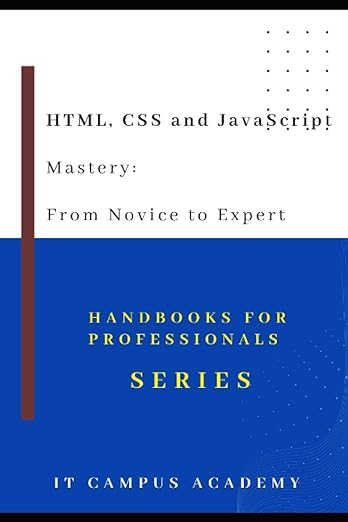 HTML, CSS and JavaScript
Mastery:
From Novice to Expert
HANDBOOKS FOR
PROFESSIONALS
SERIES
IT CAMPUS ACADEMY